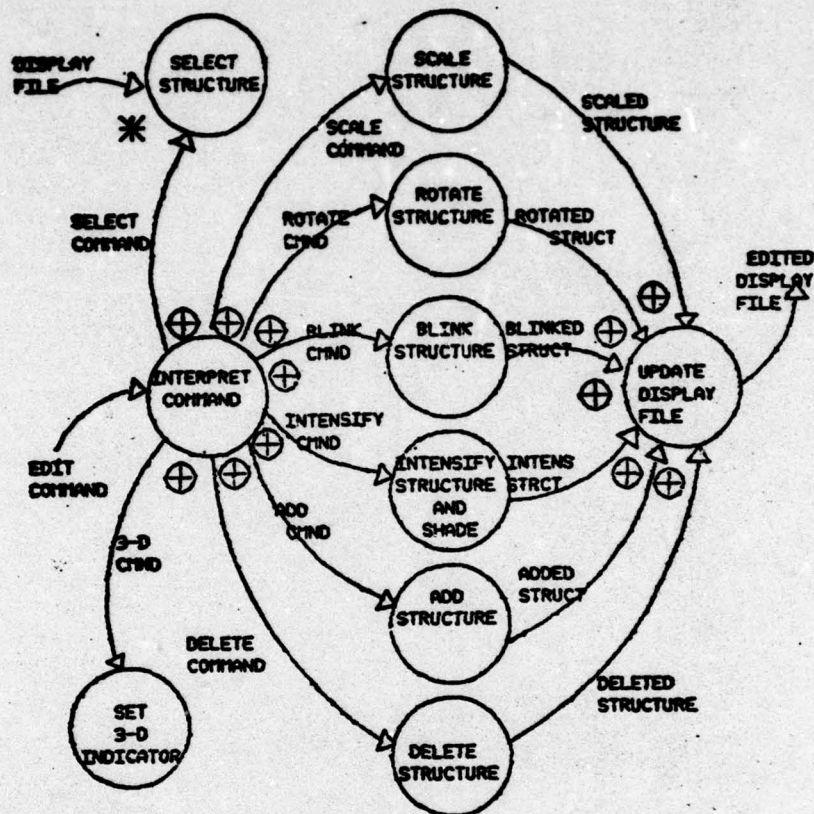 DISPLAY
FILE
SELECT
STRUCTURE
*
SELECT
COMMAND
SCALE
STRUCTURE
SCALE
COMMAND
SCALED
STRUCTURE
ROTATE
CMND
ROTATE
STRUCTURE
ROTATED
STRUCT
EDITED
DISPLAY
FILE
BLINK
CMND
BLINK
STRUCTURE
BLINKED
STRUCT
INTERPRET
COMMAND
UPDATE
DISPLAY
FILE
EDIT
COMMAND
INTENSIFY
CMND
INTENSIFY
STRUCTURE
AND
SHADE
INTENS
STRCT
3-D
CMND
ADD
CMND
ADD
STRUCTURE
ADDED
STRUCT
DELETE
COMMAND
DELETE
STRUCTURE
DELETED
STRUCTURE
SET
3-D
INDICATOR